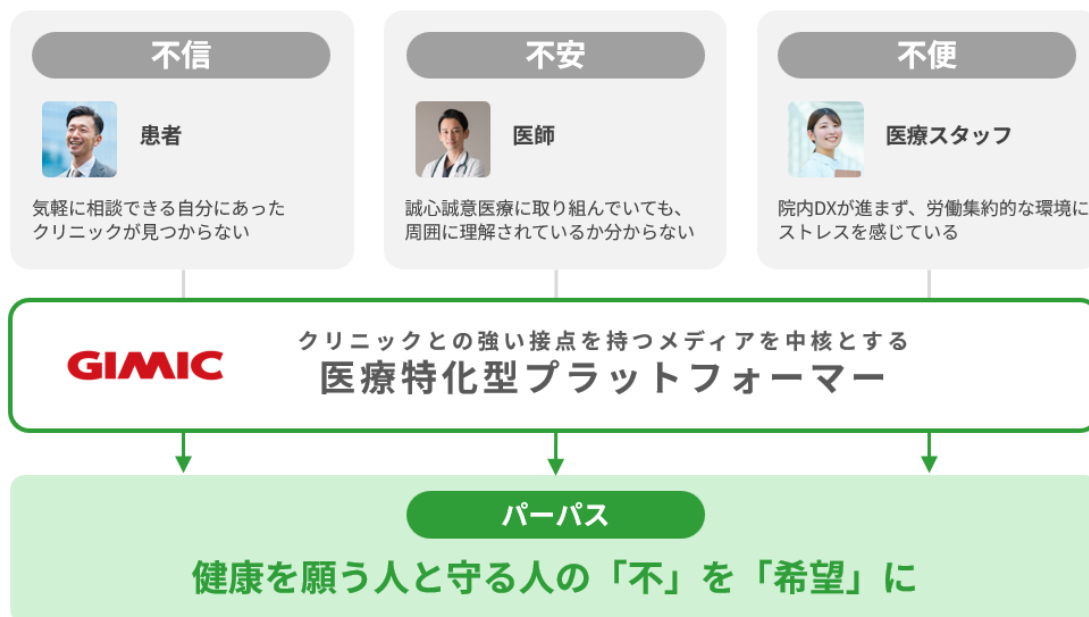 不信
患者
気軽に相談できる自分にあった
クリニックが見つからない
不安
医師
誠心誠意医療に取り組んでいても、
周囲に理解されているか分からない
不便
医療スタッフ
院内DXが進まず、労働集約的な環境に
ストレスを感じている
GIMIC
クリニックとの強い接点を持つメディアを中核とする
医療特化型プラットフォーマー
パーパス
健康を願う人と守る人の「不」を「希望」に